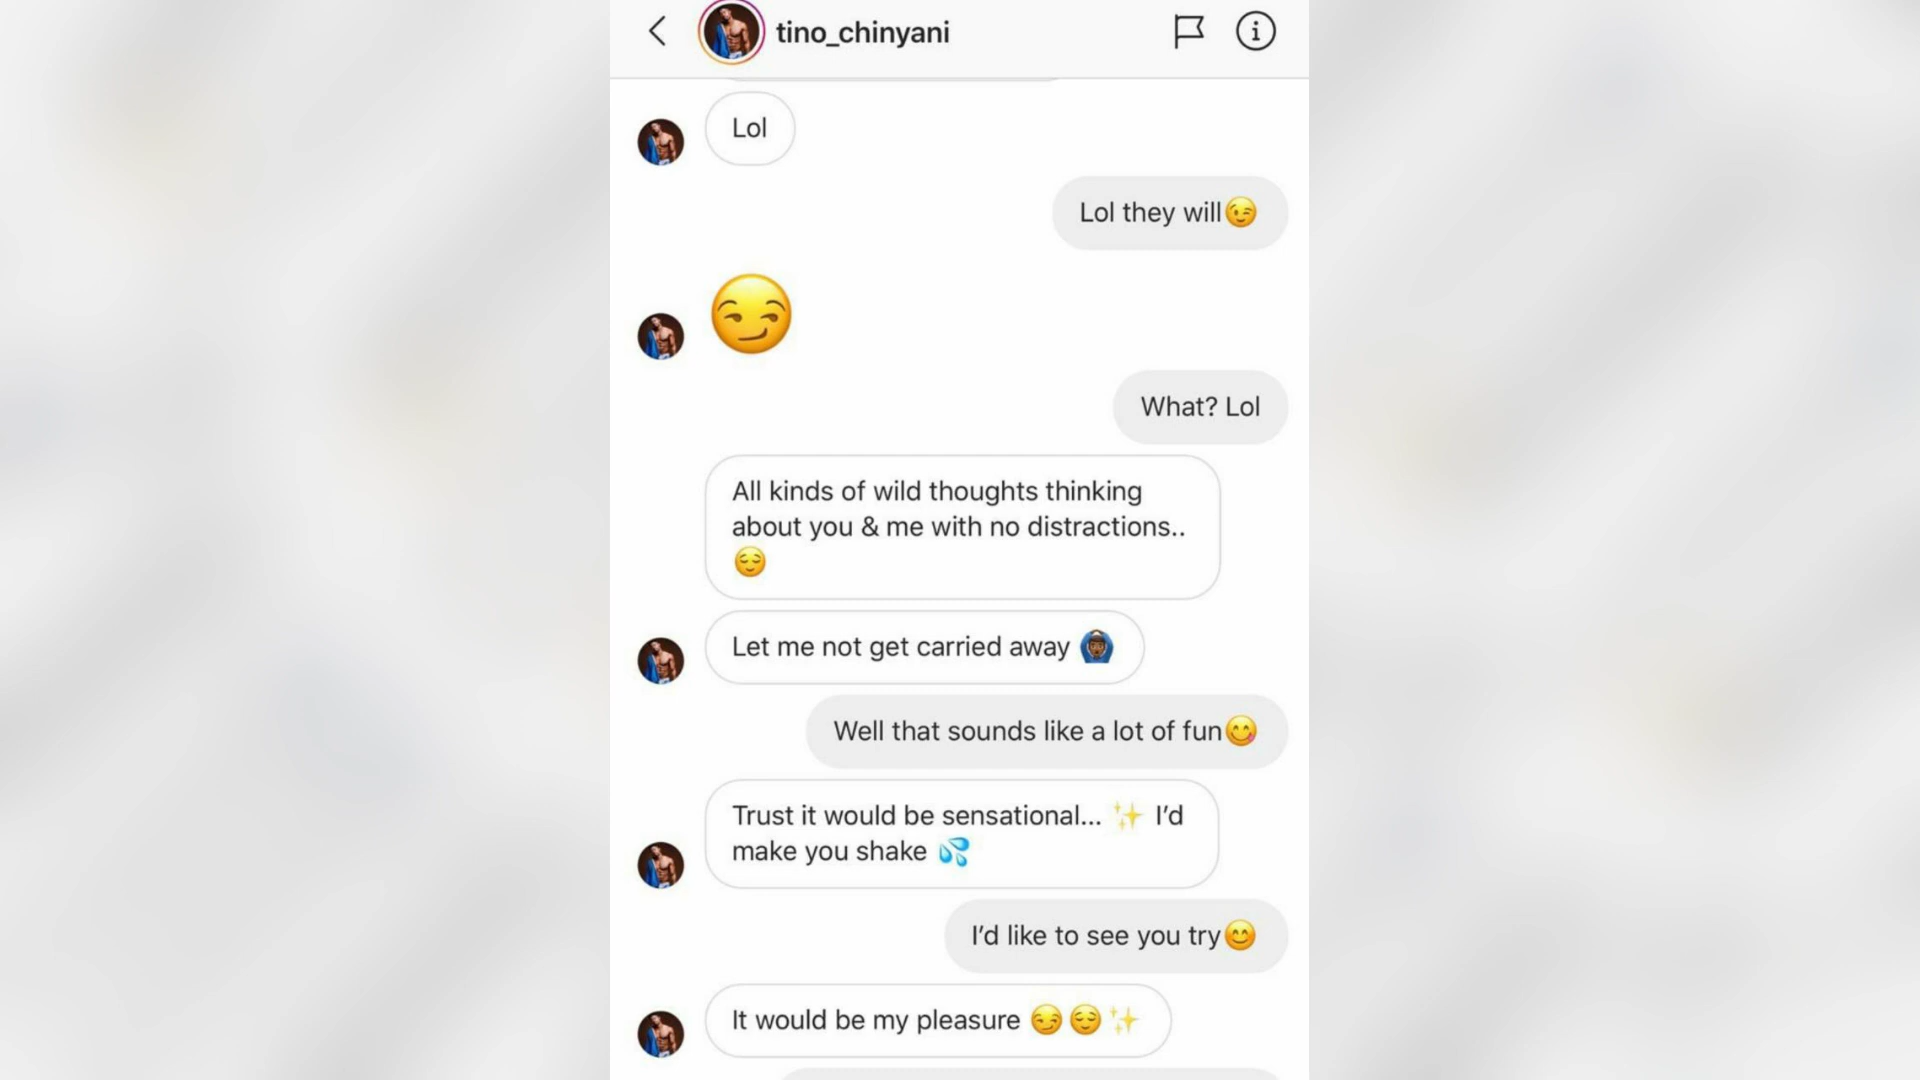 tino_chinyani
Lol
Lol they will😉
😏
What? Lol
All kinds of wild thoughts thinking
about you & me with no distractions..
😌
Let me not get carried away 🙆🏾‍♂️
Well that sounds like a lot of fun😋
Trust it would be sensational... ✨ I’d
make you shake 💦
I’d like to see you try😊
It would be my pleasure 😏😌✨